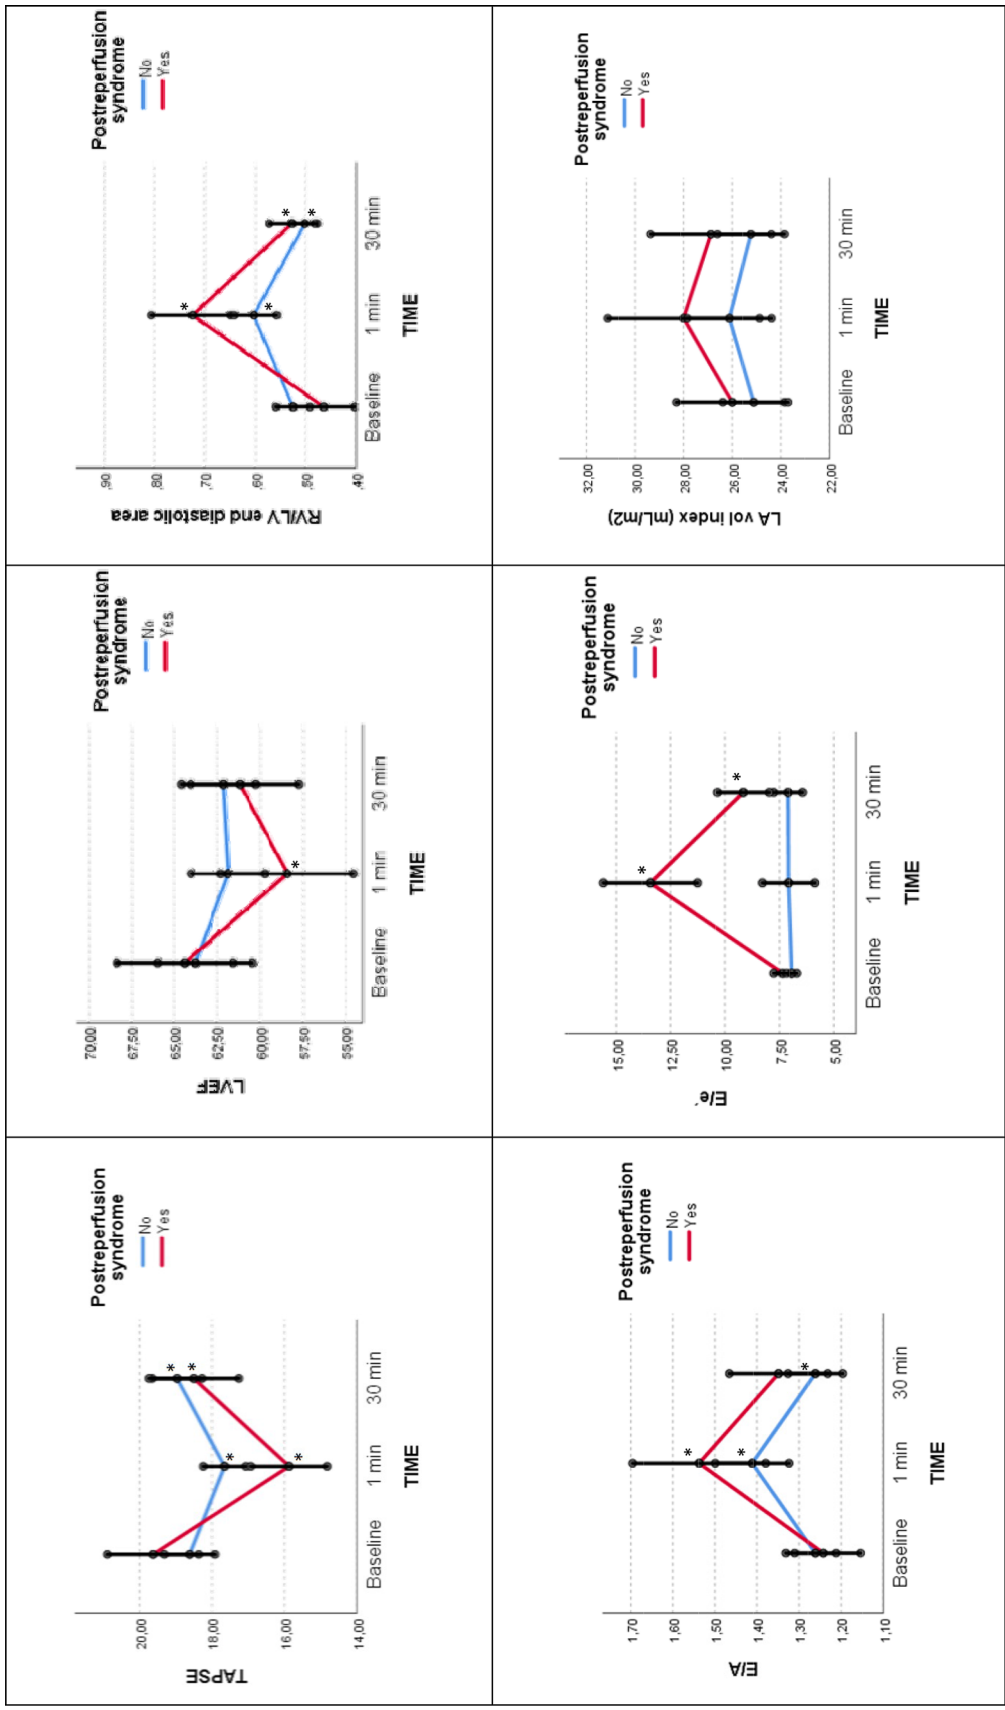 TAPSE
20,00
18,00
16,00
14,00
* *
* *
Baseline 1 min 30 min
TIME
Postreperfusion
syndrome
No
Yes
LVEF
70,00
67,50
65,00
62,50
60,00
57,50
55,00
*
Baseline 1 min 30 min
TIME
Postreperfusion
syndrome
No
Yes
RV/LV end diastolic area
,90
,80
,70
,60
,50
,40
* *
* *
Baseline 1 min 30 min
TIME
Postreperfusion
syndrome
No
Yes
E/A
1,70
1,60
1,50
1,40
1,30
1,20
1,10
*
* *
Baseline 1 min 30 min
TIME
Postreperfusion
syndrome
No
Yes
E/e´
15,00
12,50
10,00
7,50
5,00
* *
Baseline 1 min 30 min
TIME
Postreperfusion
syndrome
No
Yes
LA vol index (mL/m2)
32,00
30,00
28,00
26,00
24,00
22,00
Baseline 1 min 30 min
TIME
Postreperfusion
syndrome
No
Yes